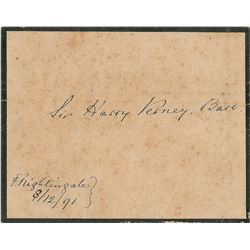 Sir Harry Verney, Bart
F. Nightingale
8/12/91